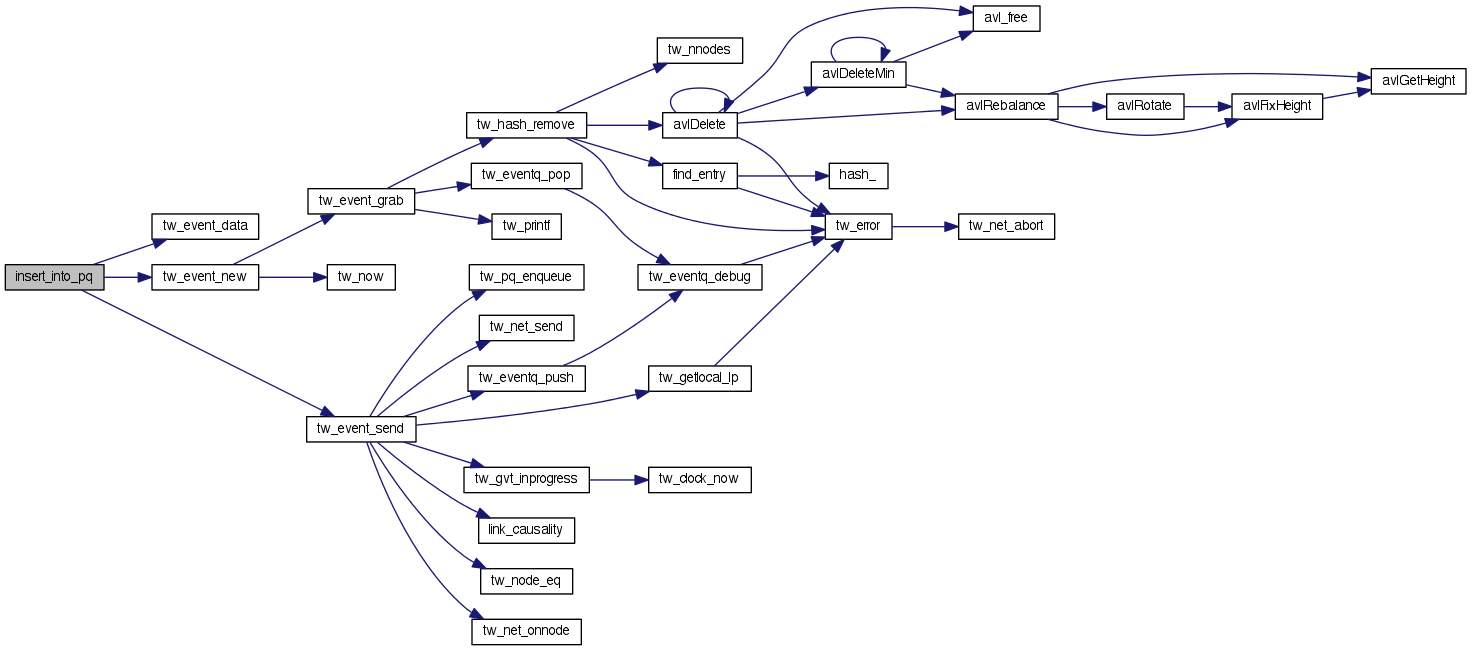 avl_free
tw_nnodes
avlDeleteMin
avlGetHeight
avlRebalance
avlRotate
avlFixHeight
tw_hash_remove
avlDelete
tw_eventq_pop
find_entry
hash_
tw_event_grab
tw_event_data
tw_printf
tw_error
tw_net_abort
insert_into_pq
tw_event_new
tw_now
tw_pq_enqueue
tw_eventq_debug
tw_net_send
tw_eventq_push
tw_getlocal_lp
tw_event_send
tw_gvt_inprogress
tw_clock_now
link_causality
tw_node_eq
tw_net_onnode